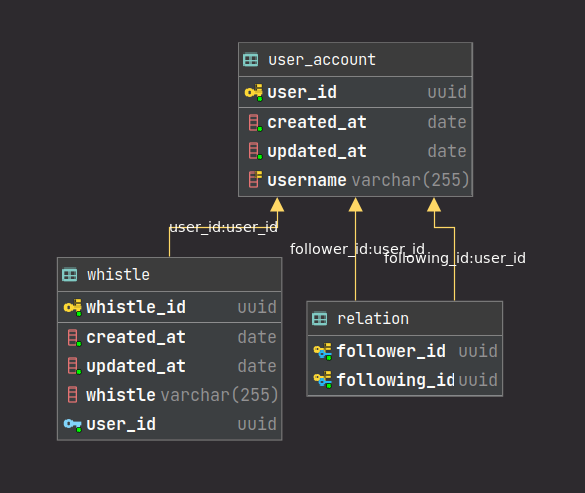 user_account
user_id uuid
created_at date
updated_at date
username varchar(255)
user_id:user_id
follower_id:user_id
following_id:user_id
whistle
whistle_id uuid
created_at date
updated_at date
whistle varchar(255)
user_id uuid
relation
follower_id uuid
following_id uuid